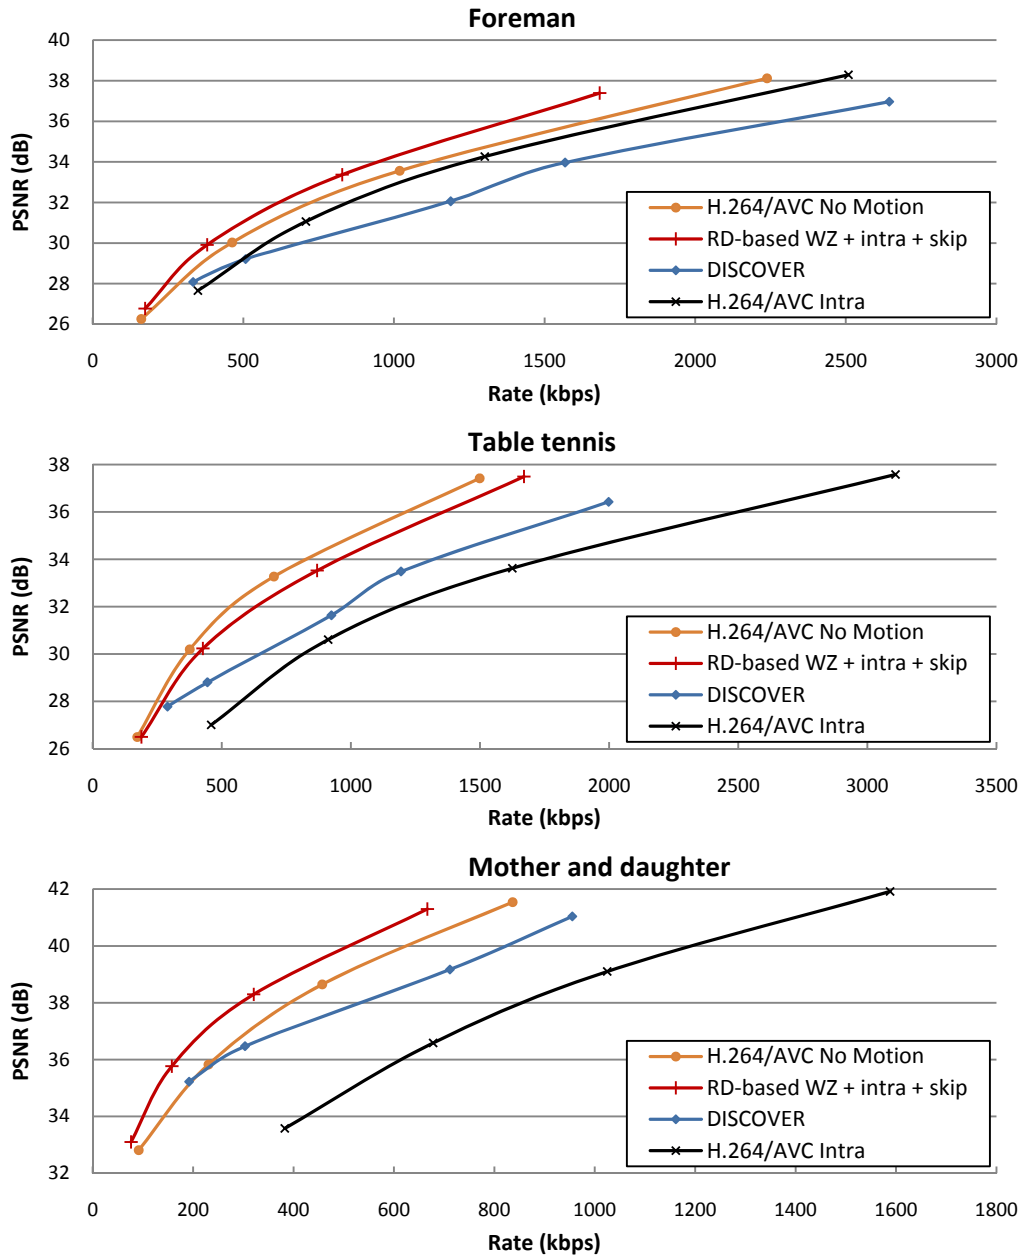 Foreman
PSNR (dB)
40
38
36
34
32
30
28
26
0 500 1000 1500 2000 2500 3000
Rate (kbps)
H.264/AVC No Motion
RD-based WZ + intra + skip
DISCOVER
H.264/AVC Intra
Table tennis
PSNR (dB)
38
36
34
32
30
28
26
0 500 1000 1500 2000 2500 3000 3500
Rate (kbps)
H.264/AVC No Motion
RD-based WZ + intra + skip
DISCOVER
H.264/AVC Intra
Mother and daughter
PSNR (dB)
42
40
38
36
34
32
0 200 400 600 800 1000 1200 1400 1600 1800
Rate (kbps)
H.264/AVC No Motion
RD-based WZ + intra + skip
DISCOVER
H.264/AVC Intra